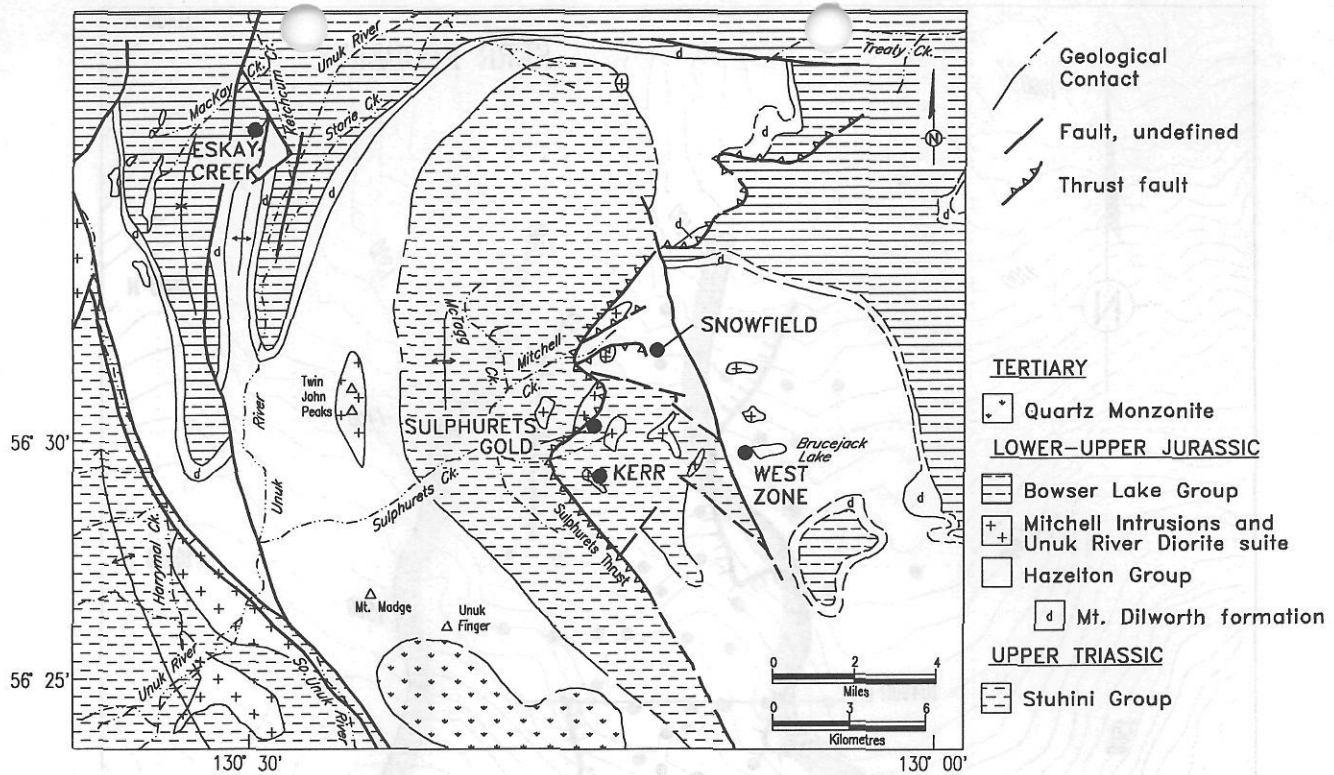 MacKay Ck.
Ketchum Ck.
Unuk River
Storie Ck.
Treaty Ck.
N
ESKAY
CREEK
d
d
d
d
d
d
d
d
d
d
d
McTagg
Ck.
Mitchell
Ck.
SNOWFIELD
Twin
John
Peaks
SULPHURETS
GOLD
KERR
Brucejack
Lake
WEST
ZONE
River
Unuk
Sulphurets Ck.
Sulphurets
Thrust
d
d
Harrymel Ck.
Mt. Madge
Unuk
Finger
Unuk River
So. Unuk
River
56° 30'
56° 25'
130° 30'
130° 00'
0 2 4
Miles
0 3 6
Kilometres
Geological
Contact
Fault, undefined
Thrust fault
TERTIARY
Quartz Monzonite
LOWER-UPPER JURASSIC
Bowser Lake Group
Mitchell Intrusions and
Unuk River Diorite suite
Hazelton Group
d Mt. Dilworth formation
UPPER TRIASSIC
Stuhini Group